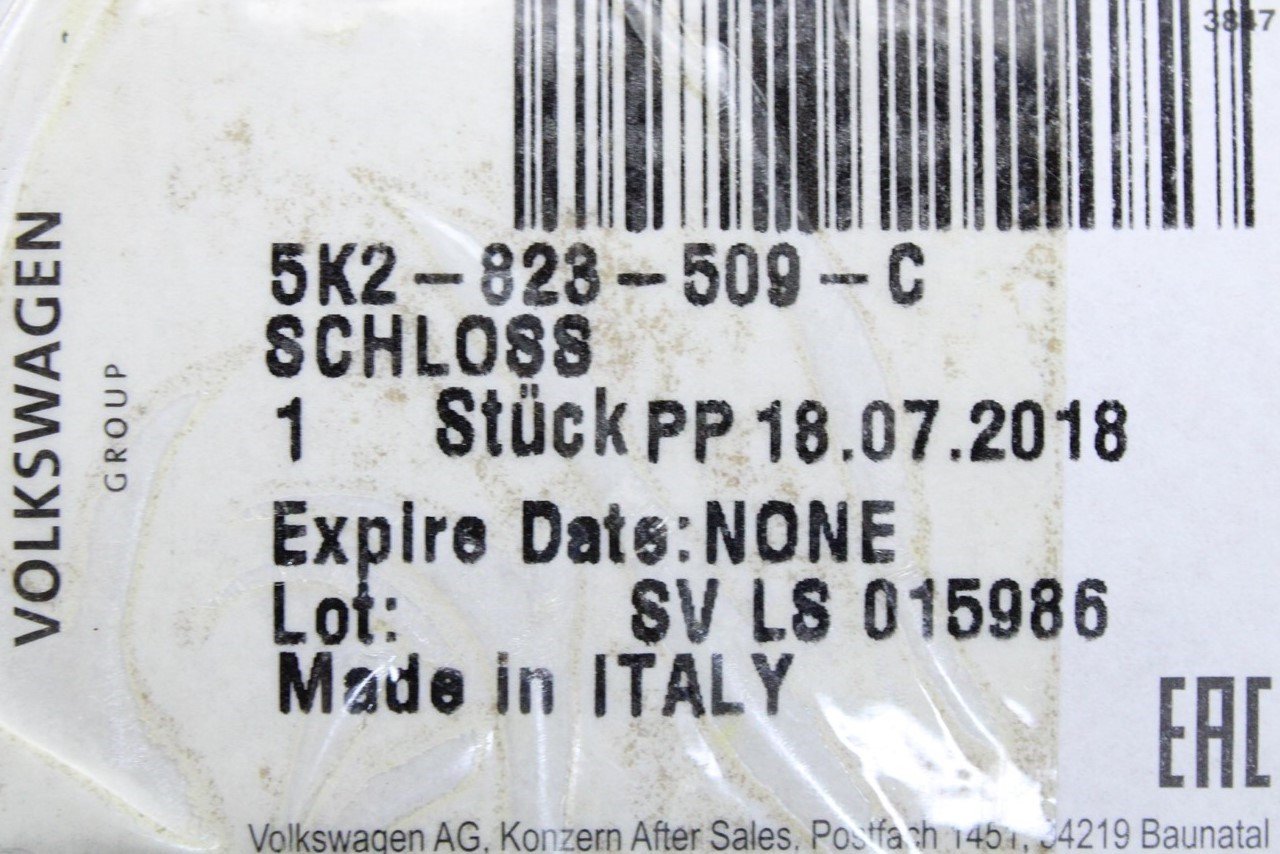 3847
VOLKSWAGEN
GROUP
5K2-823-509-C
SCHLOSS
1 Stück PP 18.07.2018
Expire Date:NONE
Lot: SV LS 015986
Made in ITALY
EAC
Volkswagen AG, Konzern After Sales, Postfach 1451, 34219 Baunatal